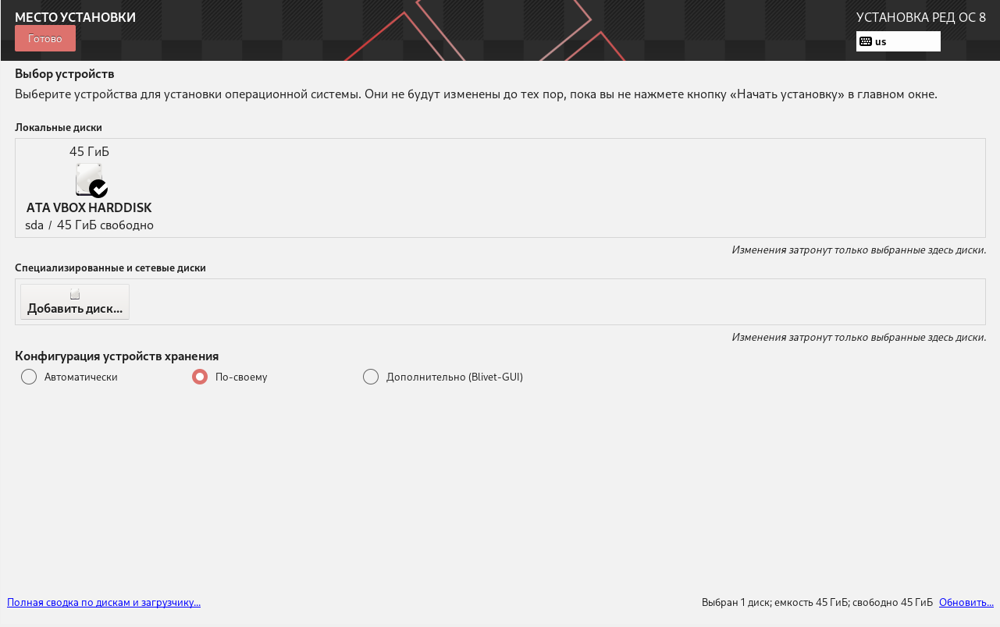 МЕСТО УСТАНОВКИ
УСТАНОВКА РЕД ОС 8
Готово
us
Выбор устройств
Выберите устройства для установки операционной системы. Они не будут изменены до тех пор, пока вы не нажмете кнопку «Начать установку» в главном окне.
Локальные диски
45 ГиБ
ATA VBOX HARDDISK
sda / 45 ГиБ свободно
Изменения затронут только выбранные здесь диски.
Специализированные и сетевые диски
Добавить диск...
Изменения затронут только выбранные здесь диски.
Конфигурация устройств хранения
Автоматически По-своему Дополнительно (Blivet-GUI)
Полная сводка по дискам и загрузчику... Выбран 1 диск; емкость 45 ГиБ; свободно 45 ГиБ Обновить...